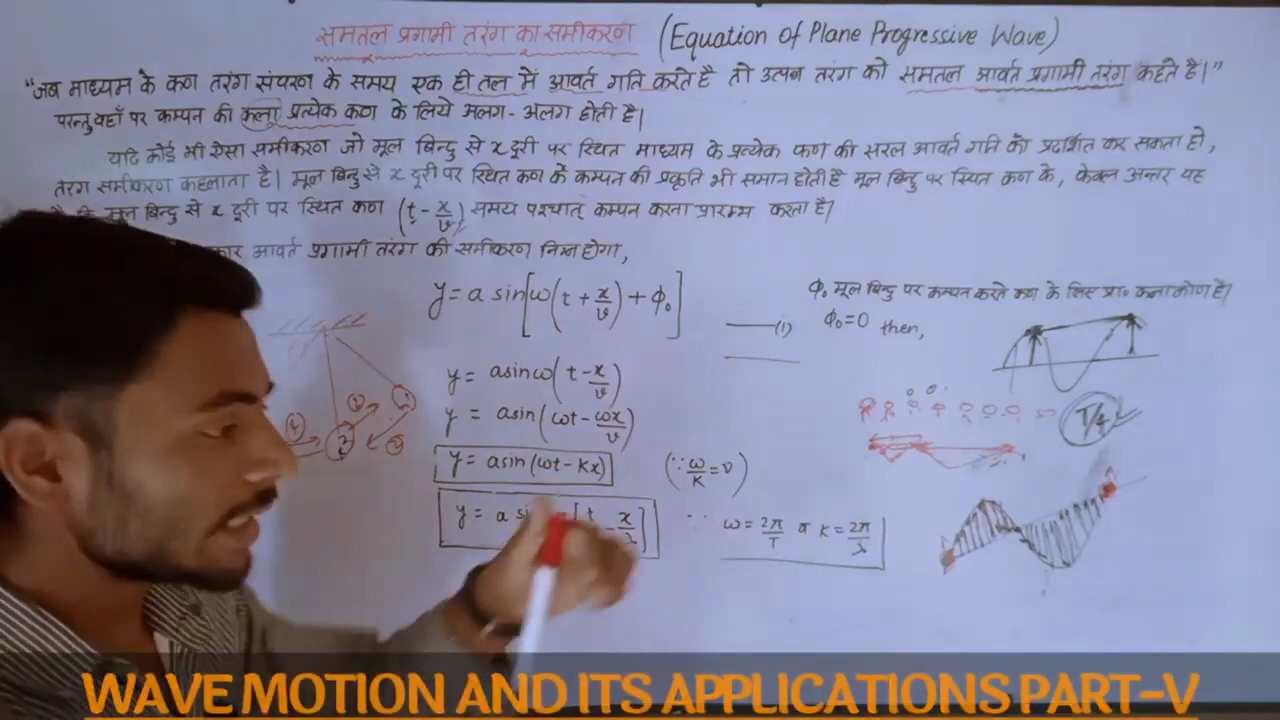 समतल प्रगामी तरंग का समीकरण (Equation of Plane Progressive Wave)
"जब माध्यम के कण तरंग संचरण के समय एक ही तल में आवर्त गति करते है तो उत्पन्न तरंग को समतल आवर्त प्रगामी तरंग कहते है।"
परन्तु वहाँ पर कम्पन की कला प्रत्येक कण के लिये अलग-अलग होती है।
यदि कोई भी ऐसा समीकरण जो मूल बिन्दु से x दूरी पर स्थित माध्यम के प्रत्येक कण की सरल आवर्त गति को प्रदर्शित कर सकता हो,
तरंग समीकरण कहलाता है। मूल बिन्दु से x दूरी पर स्थित कण के कम्पन की प्रकृति भी समान होती है मूल बिन्दु पर स्थित कण के, केवल अन्तर यह
मूल बिन्दु से x दूरी पर स्थित कण (t - x/v) समय पश्चात् कम्पन करना प्रारम्भ करता है।
आवर्त प्रगामी तरंग की समीकरण निम्न होगा,
y = a sin[ω(t + x/v) + ϕ₀] —(1)
ϕ₀ मूल बिन्दु पर कम्पन करते कण के लिए प्रा० कला कोण है।
ϕ₀=0 then,
y = a sin ω(t - x/v)
y = a sin(ωt - ωx/v)
y = a sin(ωt - Kx) (∵ ω/K = v)
y = a
t
x/λ
∵ ω = 2π/T व K = 2π/λ
T/4
WAVE MOTION AND ITS APPLICATIONS PART-V